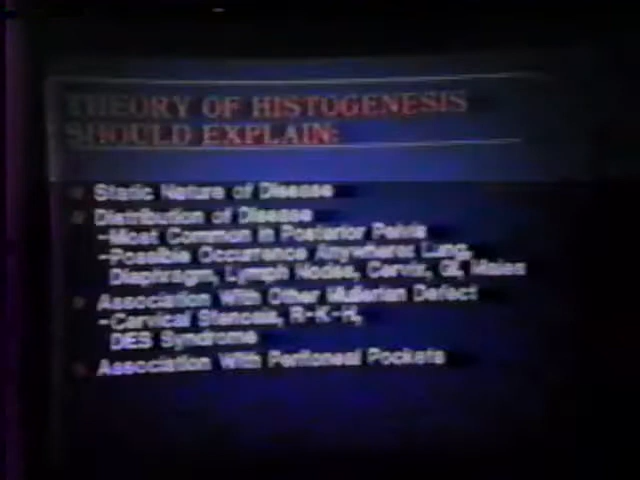 THEORY OF HISTOGENESIS
SHOULD EXPLAIN:
Static Nature of Disease
Distribution of Disease
-Most Common in Posterior Pelvis
-Possible Occurrence Anywhere: Lung,
Diaphragm, Lymph Nodes, Cervix, GI, Males
Association with Other Mullerian Defect
-Cervical Stenosis, R-K-H,
DES Syndrome
Association With Peritoneal Pockets